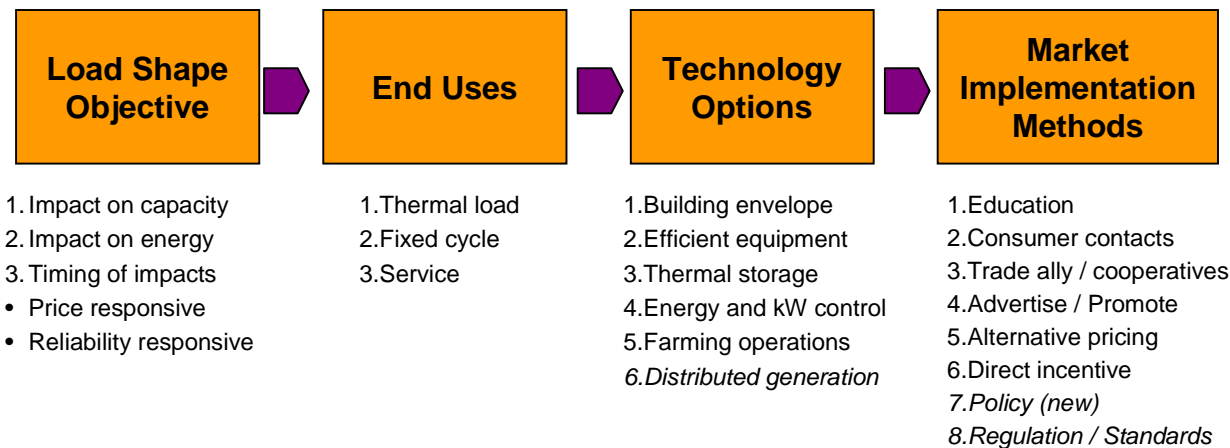 Load Shape
Objective
End Uses
Technology
Options
Market
Implementation
Methods
1. Impact on capacity
2. Impact on energy
3. Timing of impacts
• Price responsive
• Reliability responsive
1.Thermal load
2.Fixed cycle
3.Service
1.Building envelope
2.Efficient equipment
3.Thermal storage
4.Energy and kW control
5.Farming operations
6.Distributed generation
1.Education
2.Consumer contacts
3.Trade ally / cooperatives
4.Advertise / Promote
5.Alternative pricing
6.Direct incentive
7.Policy (new)
8.Regulation / Standards